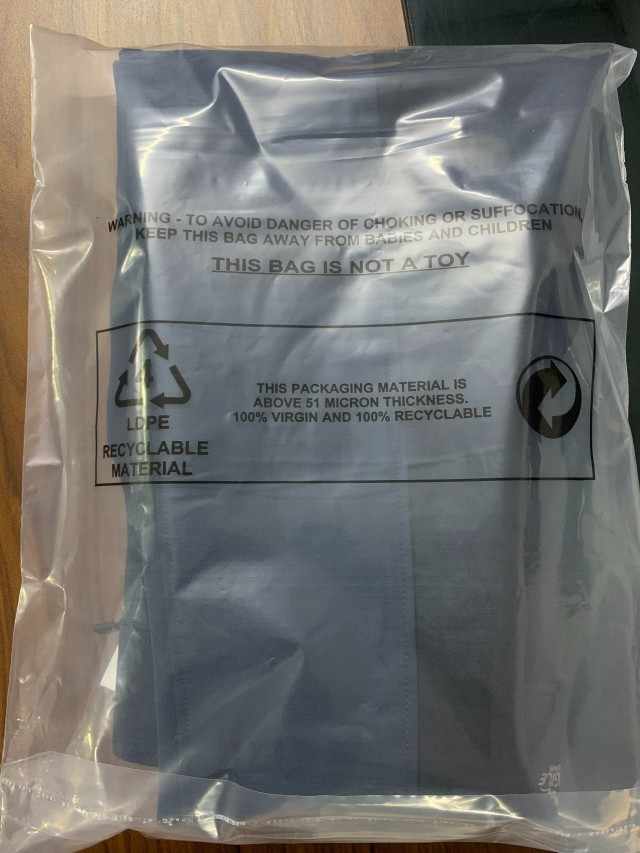 WARNING - TO AVOID DANGER OF CHOKING OR SUFFOCATION,
KEEP THIS BAG AWAY FROM BABIES AND CHILDREN
THIS BAG IS NOT A TOY
4
LDPE
RECYCLABLE
MATERIAL
THIS PACKAGING MATERIAL IS
ABOVE 51 MICRON THICKNESS.
100% VIRGIN AND 100% RECYCLABLE